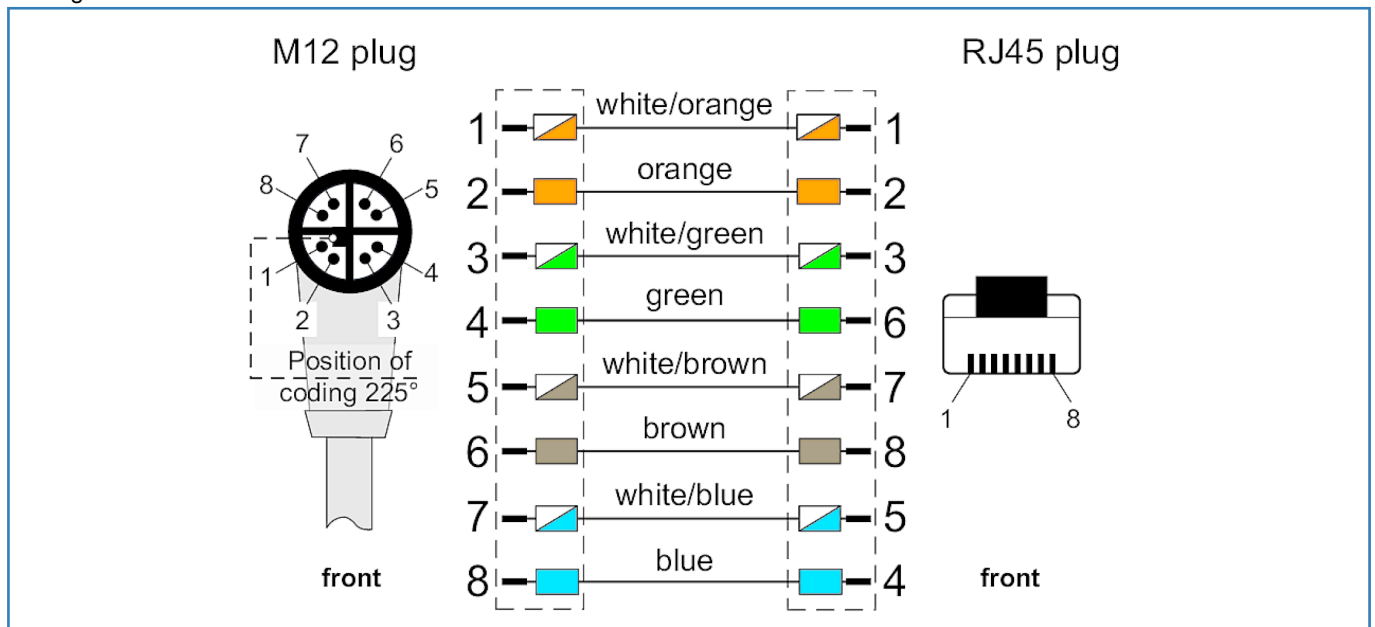 M12 plug
RJ45 plug
7 6
8 5
1 4
2 3
Position of
coding 225°
front
1 white/orange 1
2 orange 2
3 white/green 3
4 green 6
5 white/brown 7
6 brown 8
7 white/blue 5
8 blue 4
1 8
front